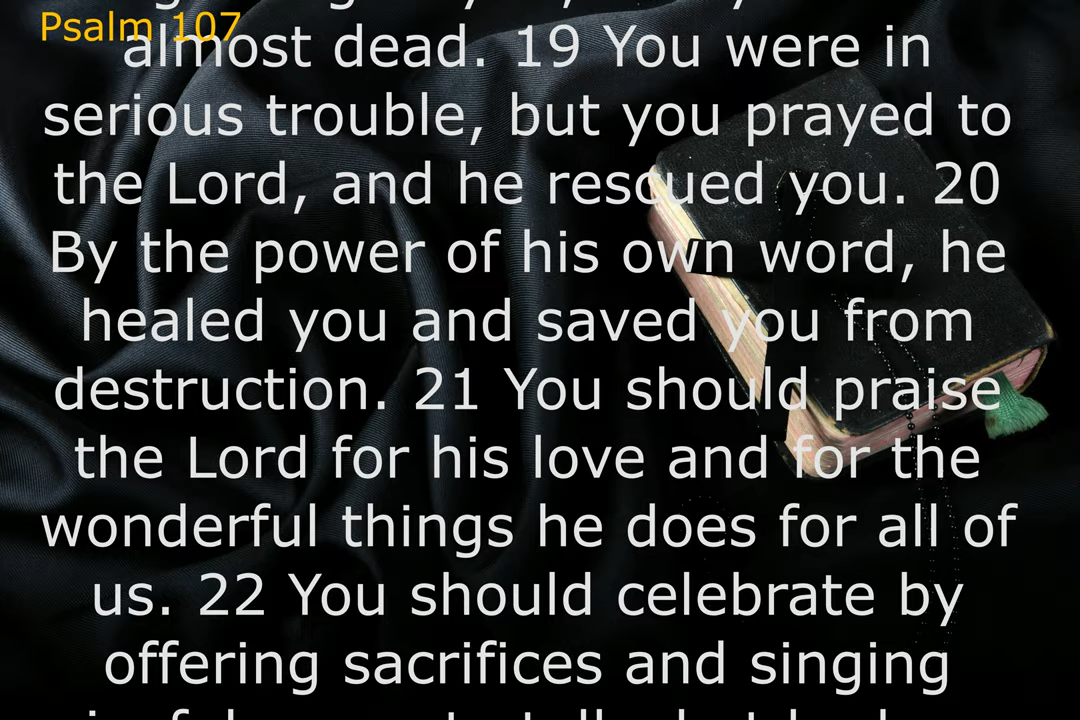 Psalm 107
almost dead. 19 You were in
serious trouble, but you prayed to
the Lord, and he rescued you. 20
By the power of his own word, he
healed you and saved you from
destruction. 21 You should praise
the Lord for his love and for the
wonderful things he does for all of
us. 22 You should celebrate by
offering sacrifices and singing